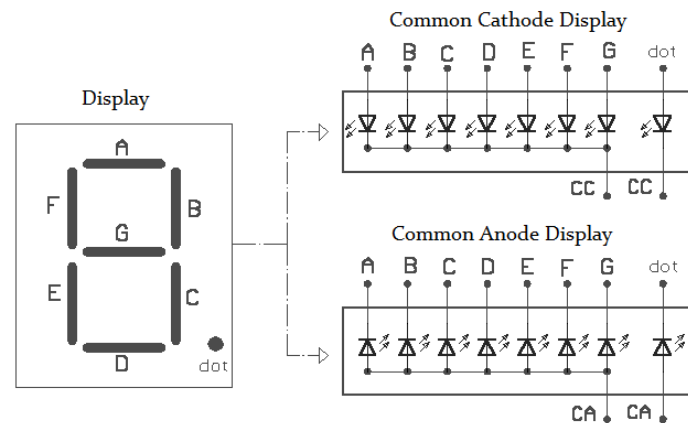 Common Cathode Display
A B C D E F G dot
CC CC
Display
A
F B
G
E C
D dot
Common Anode Display
A B C D E F G dot
CA CA